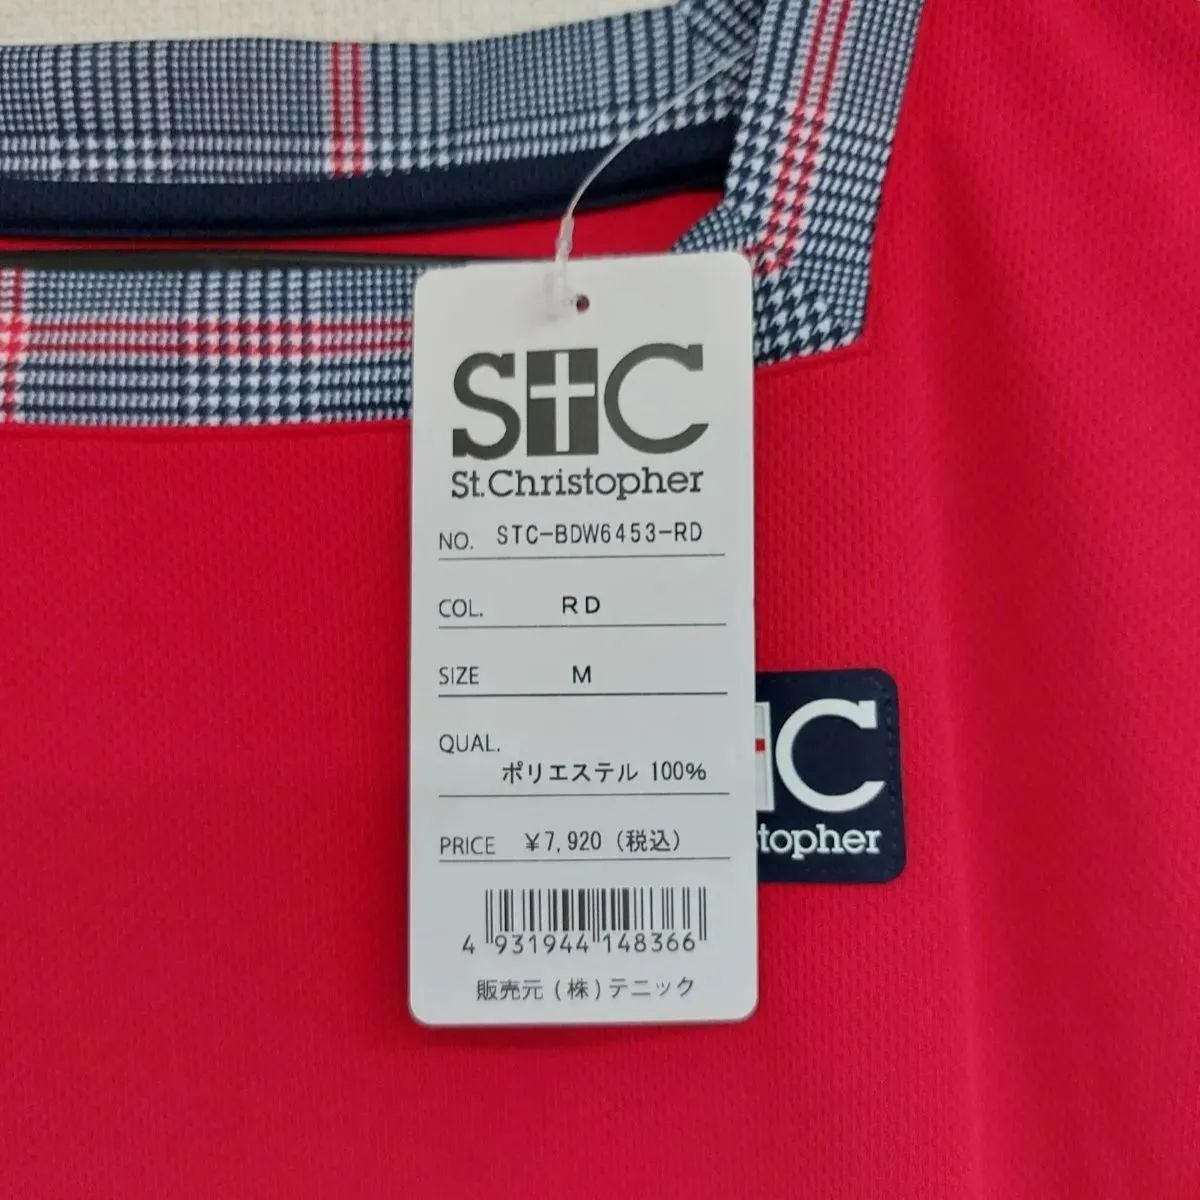 STC
St.Christopher
NO. STC-BDW6453-RD
COL. RD
SIZE M
QUAL.
ポリエステル 100%
PRICE ¥7,920 (税込)
4 931944 148366
販売元 (株) テニック
C
topher